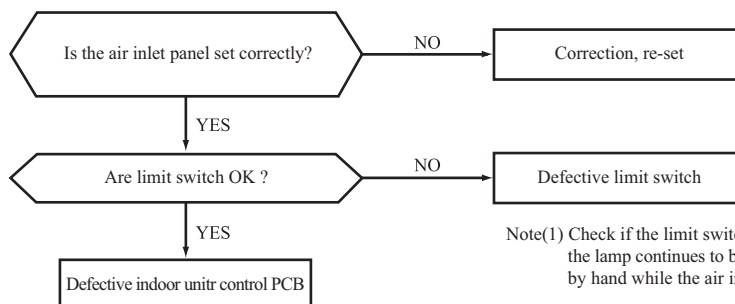 Is the air inlet panel set correctly?
NO
Correction, re-set
YES
Are limit switch OK ?
NO
Defective limit switch
YES
Note(1) Check if the limit switc
the lamp continues to b
by hand while the air i
Defective indoor unitr control PCB